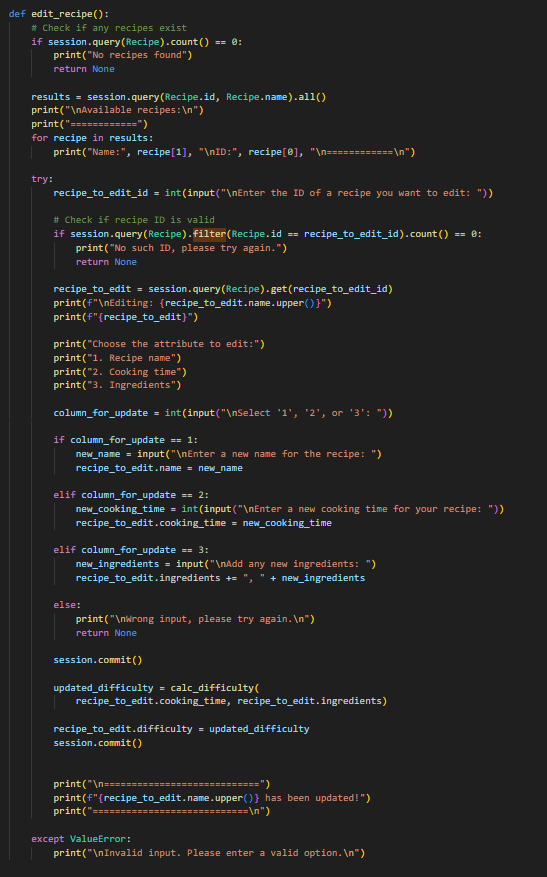 def edit_recipe():
    # Check if any recipes exist
    if session.query(Recipe).count() == 0:
        print("No recipes found")
        return None

    results = session.query(Recipe.id, Recipe.name).all()
    print("\nAvailable recipes:\n")
    print("============")
    for recipe in results:
        print("Name:", recipe[1], "\nID:", recipe[0], "\n============\n")

    try:
        recipe_to_edit_id = int(input("\nEnter the ID of a recipe you want to edit: "))

        # Check if recipe ID is valid
        if session.query(Recipe).filter(Recipe.id == recipe_to_edit_id).count() == 0:
            print("No such ID, please try again.")
            return None

        recipe_to_edit = session.query(Recipe).get(recipe_to_edit_id)
        print(f"\nEditing: {recipe_to_edit.name.upper()}")
        print(f"{recipe_to_edit}")

        print("Choose the attribute to edit:")
        print("1. Recipe name")
        print("2. Cooking time")
        print("3. Ingredients")

        column_for_update = int(input("\nSelect '1', '2', or '3': "))

        if column_for_update == 1:
            new_name = input("\nEnter a new name for the recipe: ")
            recipe_to_edit.name = new_name

        elif column_for_update == 2:
            new_cooking_time = int(input("\nEnter a new cooking time for your recipe: "))
            recipe_to_edit.cooking_time = new_cooking_time

        elif column_for_update == 3:
            new_ingredients = input("\nAdd any new ingredients: ")
            recipe_to_edit.ingredients += ", " + new_ingredients

        else:
            print("\nWrong input, please try again.\n")
            return None

        session.commit()

        updated_difficulty = calc_difficulty(
            recipe_to_edit.cooking_time, recipe_to_edit.ingredients)

        recipe_to_edit.difficulty = updated_difficulty
        session.commit()


        print("\n============================")
        print(f"{recipe_to_edit.name.upper()} has been updated!")
        print("============================\n")

    except ValueError:
        print("\nInvalid input. Please enter a valid option.\n")